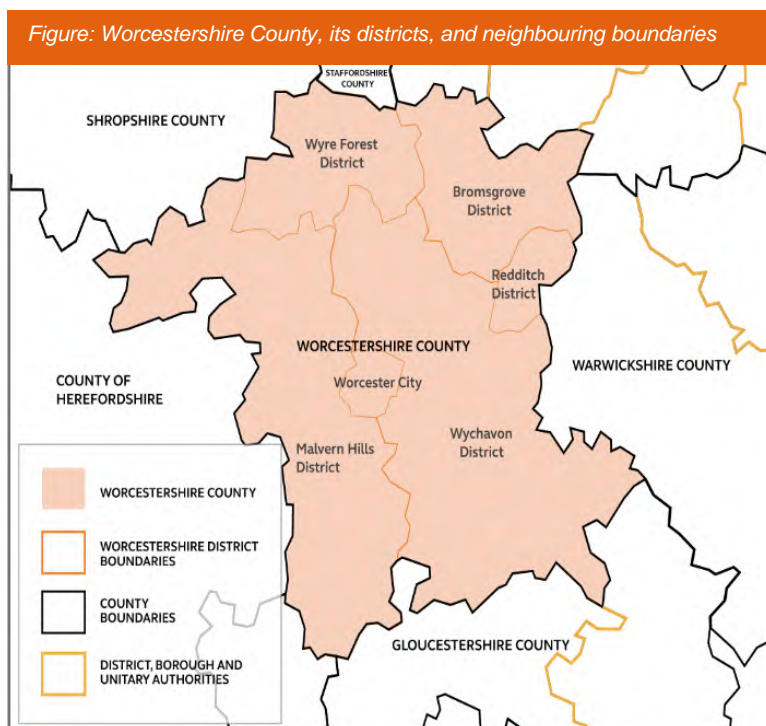 Figure: Worcestershire County, its districts, and neighbouring boundaries
STAFFORDSHIRE
COUNTY
SHROPSHIRE COUNTY
Wyre Forest
District
Bromsgrove
District
Redditch
District
WORCESTERSHIRE COUNTY
WARWICKSHIRE COUNTY
COUNTY OF
HEREFORDSHIRE
Worcester City
Malvern Hills
District
Wychavon
District
WORCESTERSHIRE COUNTY
WORCESTERSHIRE DISTRICT
BOUNDARIES
COUNTY
BOUNDARIES
DISTRICT, BOROUGH AND
UNITARY AUTHORITIES
GLOUCESTERSHIRE COUNTY